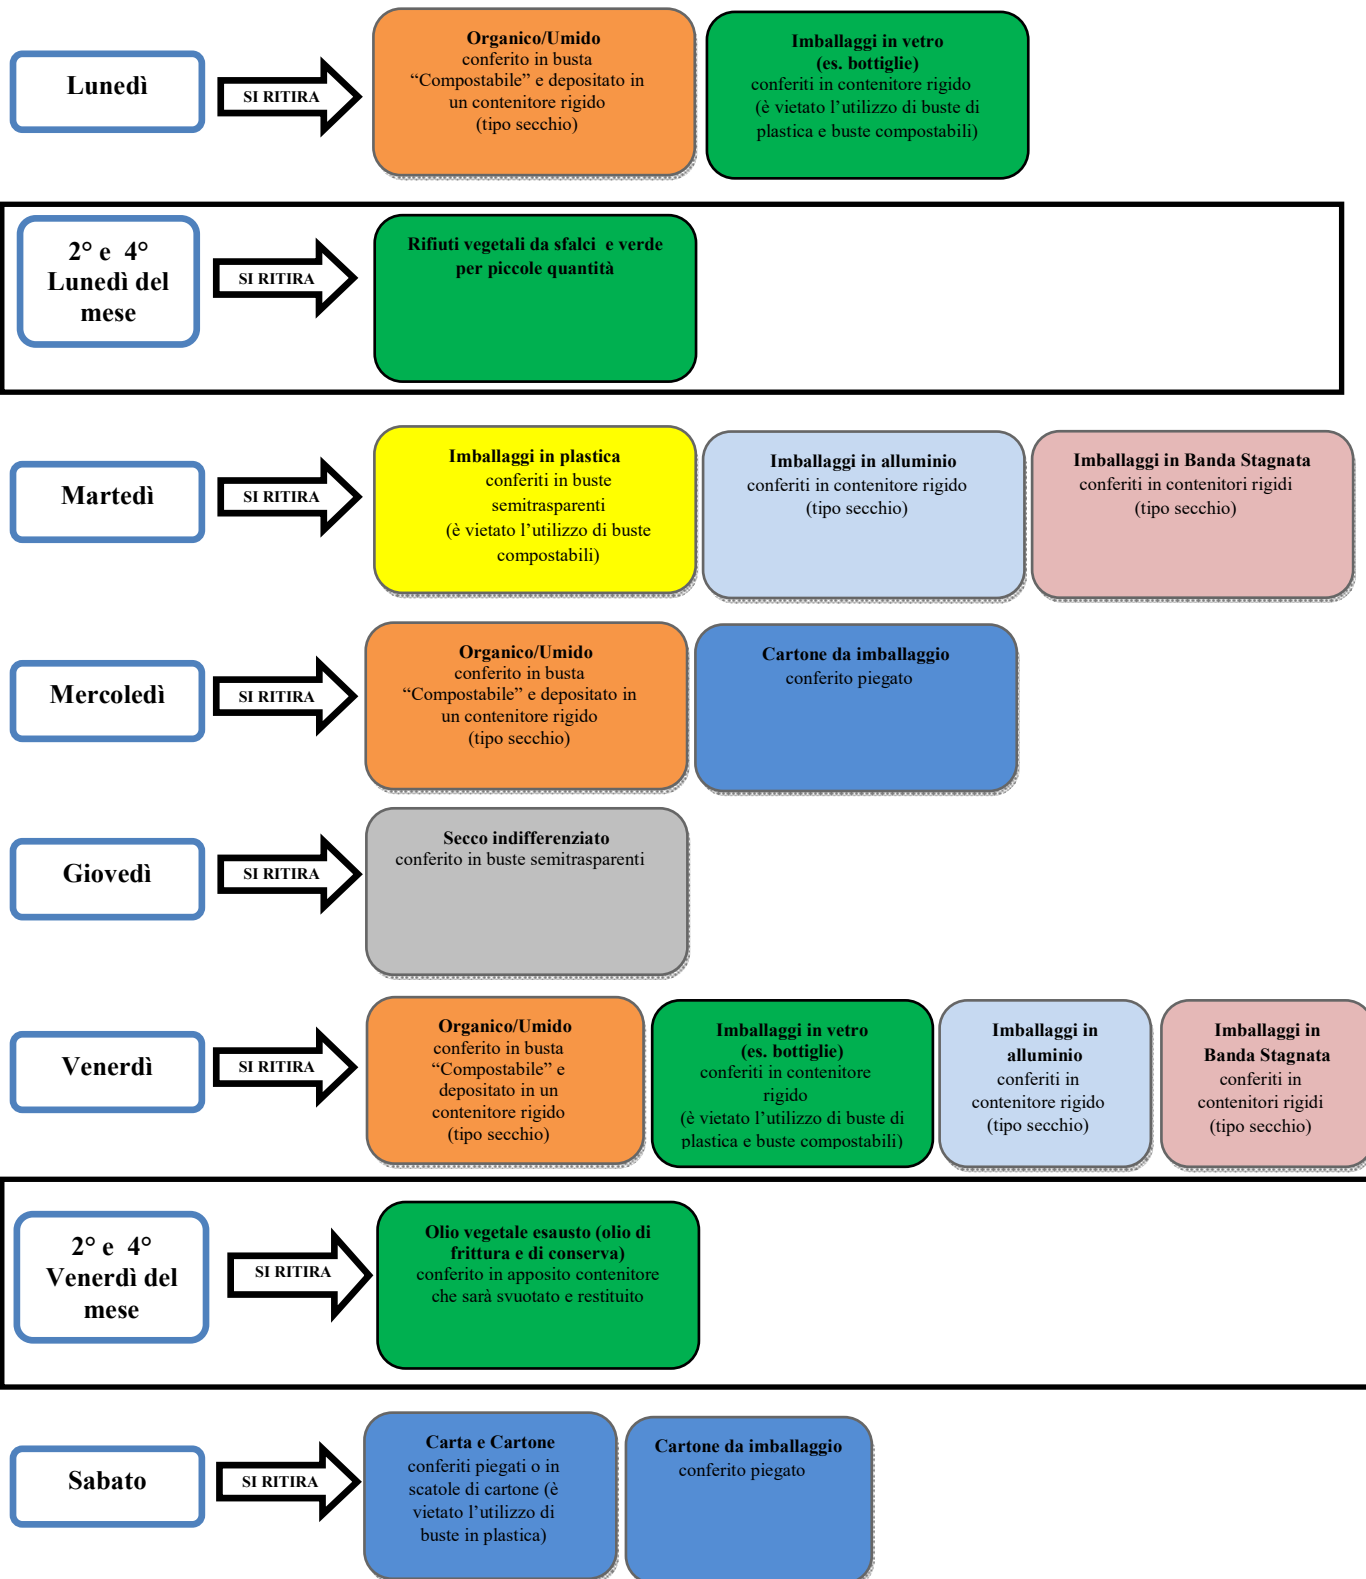 Lunedì
SI RITIRA
Organico/Umido
conferito in busta
“Compostabile” e depositato in
un contenitore rigido
(tipo secchio)
Imballaggi in vetro
(es. bottiglie)
conferiti in contenitore rigido
(è vietato l’utilizzo di buste di
plastica e buste compostabili)
2° e 4°
Lunedì del
mese
SI RITIRA
Rifiuti vegetali da sfalci e verde
per piccole quantità
Martedì
SI RITIRA
Imballaggi in plastica
conferiti in buste
semitrasparenti
(è vietato l’utilizzo di buste
compostabili)
Imballaggi in alluminio
conferiti in contenitore rigido
(tipo secchio)
Imballaggi in Banda Stagnata
conferiti in contenitori rigidi
(tipo secchio)
Mercoledì
SI RITIRA
Organico/Umido
conferito in busta
“Compostabile” e depositato in
un contenitore rigido
(tipo secchio)
Cartone da imballaggio
conferito piegato
Giovedì
SI RITIRA
Secco indifferenziato
conferito in buste semitrasparenti
Venerdì
SI RITIRA
Organico/Umido
conferito in busta
“Compostabile” e
depositato in un
contenitore rigido
(tipo secchio)
Imballaggi in vetro
(es. bottiglie)
conferiti in contenitore
rigido
(è vietato l’utilizzo di buste di
plastica e buste compostabili)
Imballaggi in
alluminio
conferiti in
contenitore rigido
(tipo secchio)
Imballaggi in
Banda Stagnata
conferiti in
contenitori rigidi
(tipo secchio)
2° e 4°
Venerdì del
mese
SI RITIRA
Olio vegetale esausto (olio di
frittura e di conserva)
conferito in apposito contenitore
che sarà svuotato e restituito
Sabato
SI RITIRA
Carta e Cartone
conferiti piegati o in
scatole di cartone (è
vietato l’utilizzo di
buste in plastica)
Cartone da imballaggio
conferito piegato